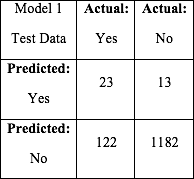 Model 1 Actual: Actual:
Test Data Yes No
Predicted: 23 13
Yes
Predicted: 122 1182
No